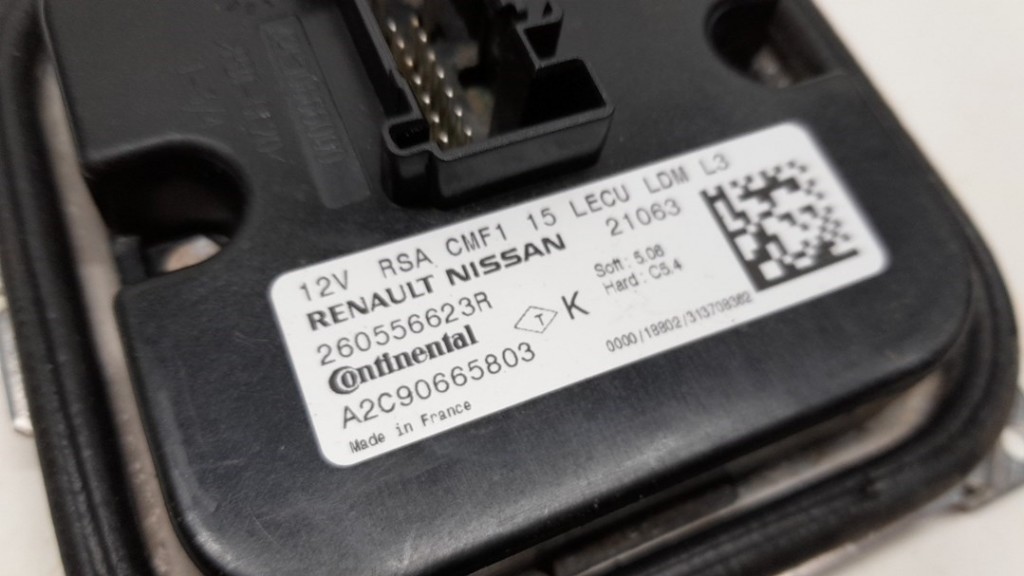 12V RSA CMF1 15 LECU LDM L3
RENAULT NISSAN 21063
260556623R
Soft: 5.06
Hard: C5.4
Continental
T K
A2C90665803
0000/18802/313708362
Made in France